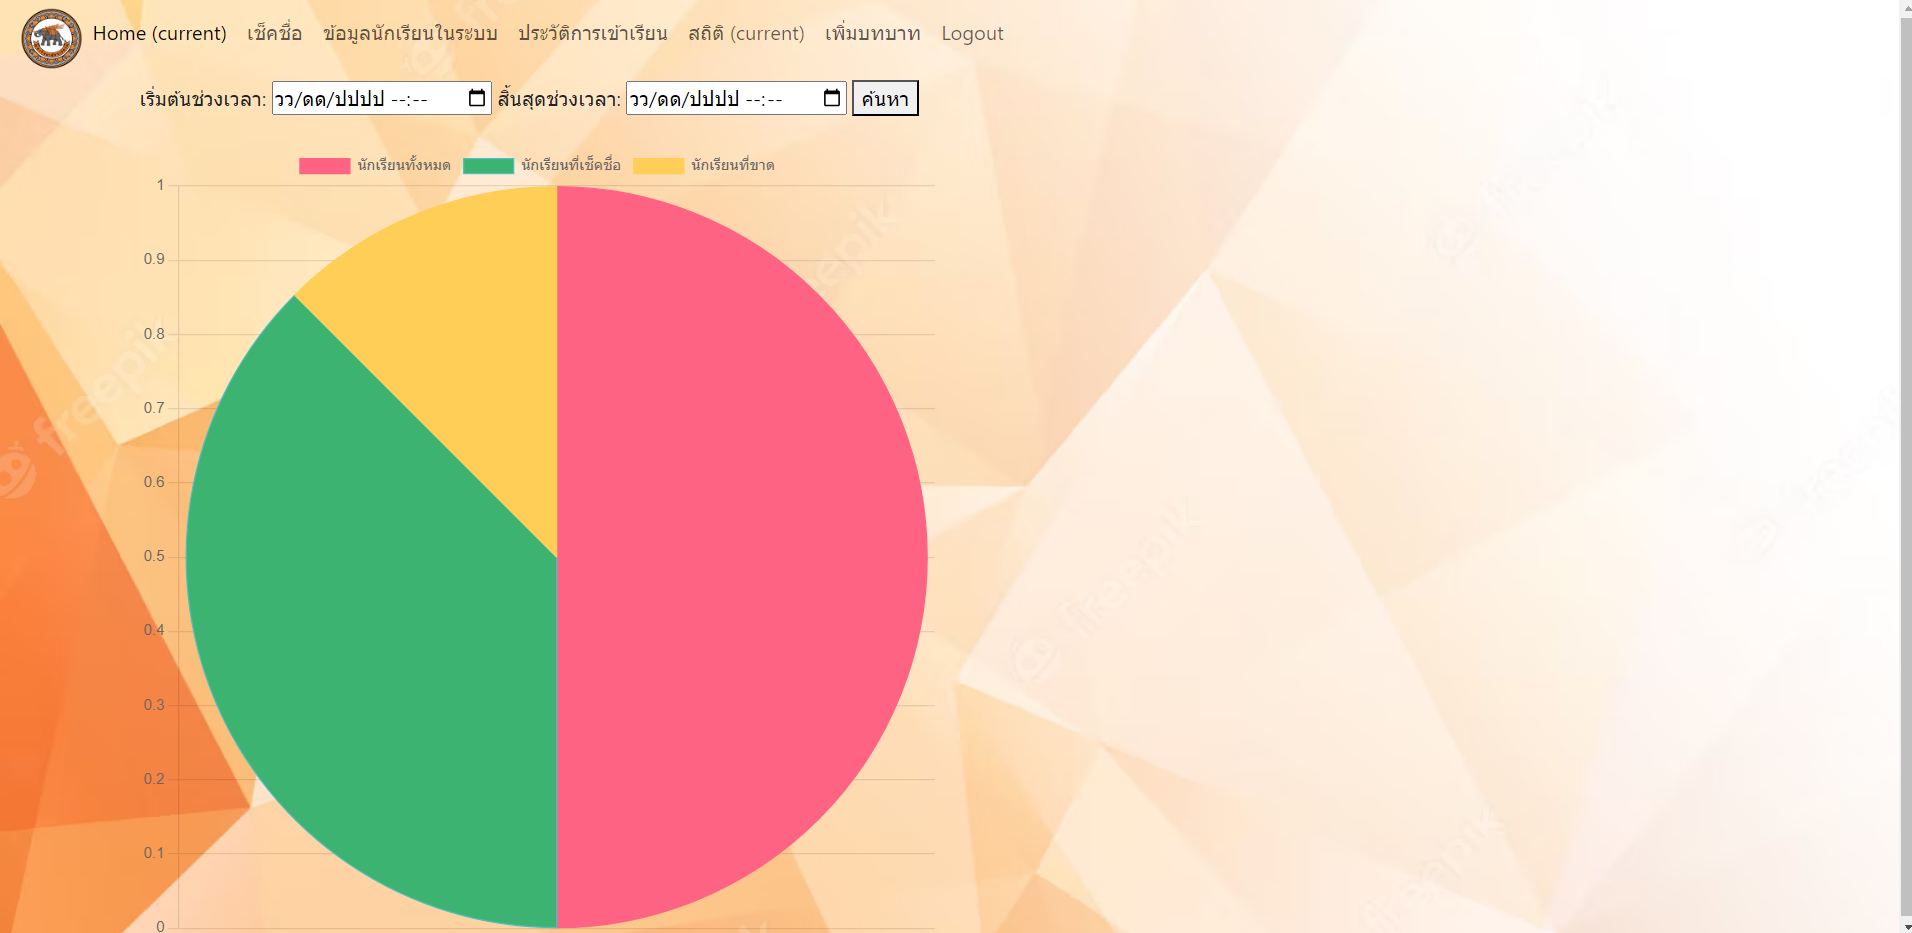 Home (current) เช็คชื่อ ข้อมูลนักเรียนในระบบ ประวัติการเข้าเรียน สถิติ (current) เพิ่มบทบาท Logout
เริ่มต้นช่วงเวลา: วว/ดด/ปปปป --:-- สิ้นสุดช่วงเวลา: วว/ดด/ปปปป --:-- ค้นหา
นักเรียนทั้งหมด นักเรียนที่เช็คชื่อ นักเรียนที่ขาด
1
0.9
0.8
0.7
0.6
0.5
0.4
0.3
0.2
0.1
0
freepik
freepik
freepik